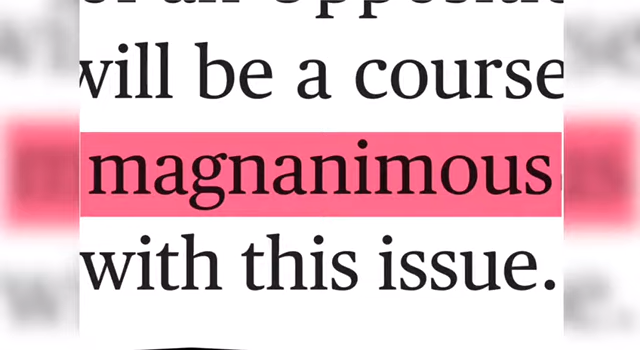 will be a course
magnanimous
with this issue.